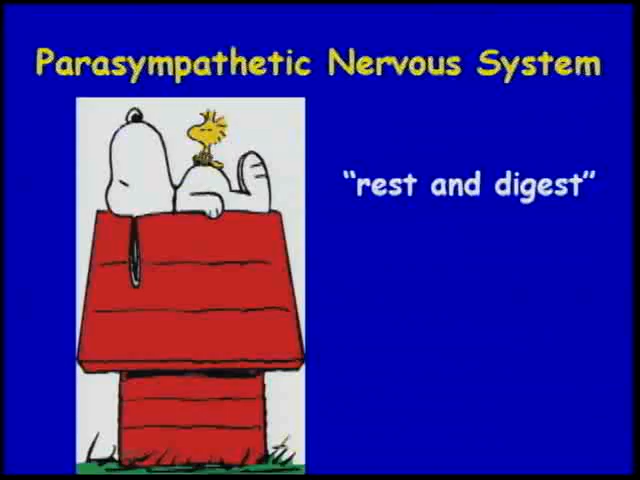 Parasympathetic Nervous System
“rest and digest”